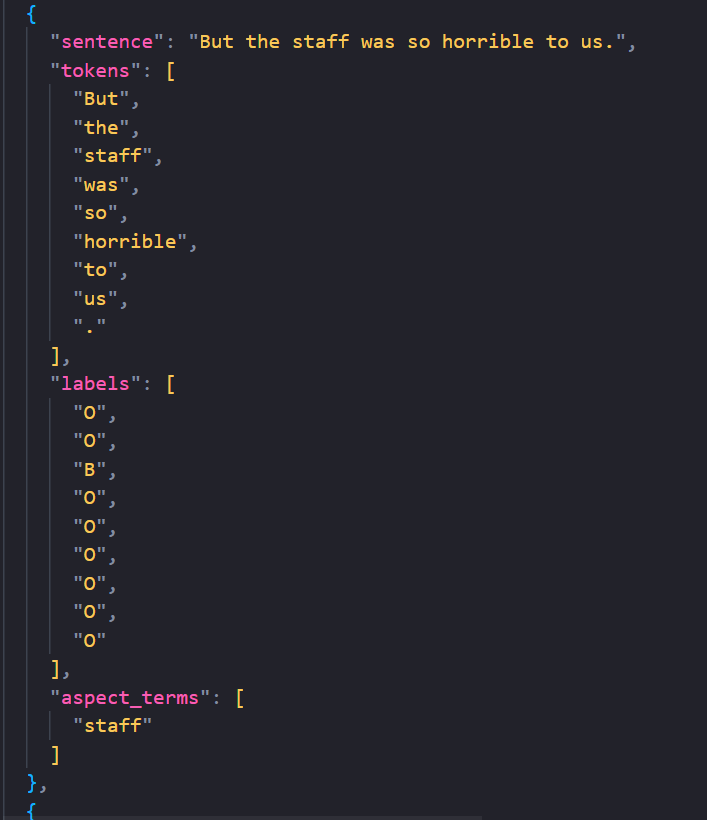 {
"sentence": "But the staff was so horrible to us.",
"tokens": [
"But",
"the",
"staff",
"was",
"so",
"horrible",
"to",
"us",
"."
],
"labels": [
"O",
"O",
"B",
"O",
"O",
"O",
"O",
"O",
"O"
],
"aspect_terms": [
"staff"
]
},
{